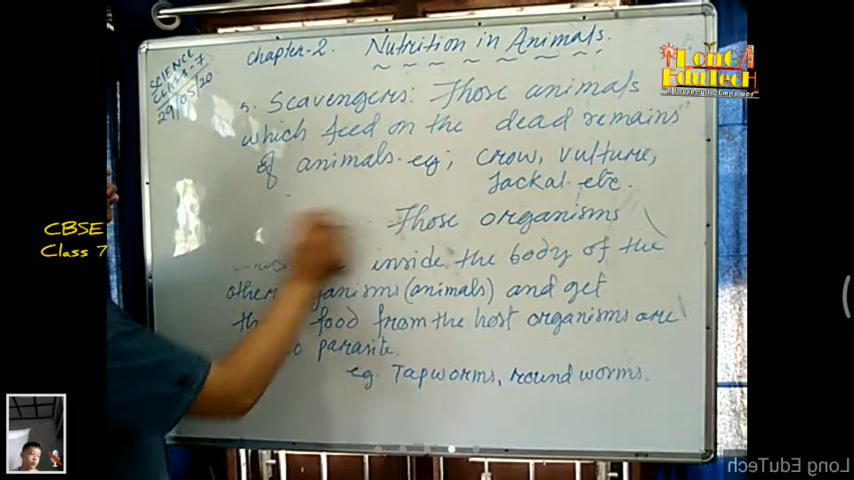 SCIENCE
CLASS-7
29/05/20
Chapter-2. Nutrition in Animals.
LonG
EduTecH
A Journey to Empower
5. Scavengers: Those animals
which feed on the dead remains
of animals. eg; Crow, vulture,
Jackal etc.
Those organisms
inside the body of the
other organisms (animals) and get
food from the host organisms are
parasite.
eg. Tapworms, round worms.
CBSE
Class 7
Long EduTech